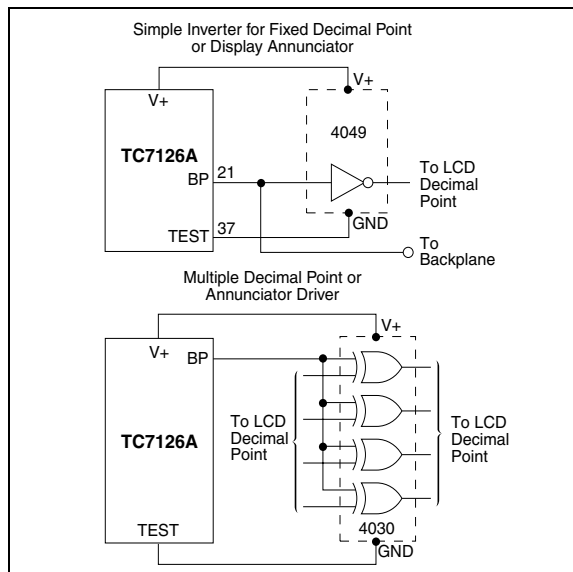 Simple Inverter for Fixed Decimal Point
or Display Annunciator
V+
V+
4049
TC7126A
BP
21
To LCD
Decimal
Point
TEST
37
GND
To
Backplane
Multiple Decimal Point or
Annunciator Driver
V+
V+
BP
TC7126A
To LCD
Decimal
Point
To LCD
Decimal
Point
TEST
4030
GND